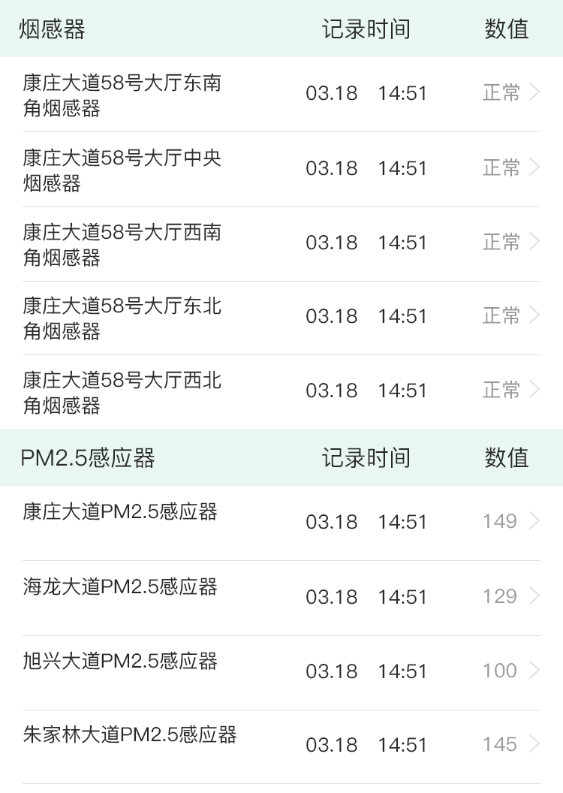 烟感器 记录时间 数值
康庄大道58号大厅东南
角烟感器
03.18 14:51 正常
康庄大道58号大厅中央
烟感器
03.18 14:51 正常
康庄大道58号大厅西南
角烟感器
03.18 14:51 正常
康庄大道58号大厅东北
角烟感器
03.18 14:51 正常
康庄大道58号大厅西北
角烟感器
03.18 14:51 正常
PM2.5感应器 记录时间 数值
康庄大道PM2.5感应器
03.18 14:51 149
海龙大道PM2.5感应器
03.18 14:51 129
旭兴大道PM2.5感应器
03.18 14:51 100
朱家林大道PM2.5感应器
03.18 14:51 145